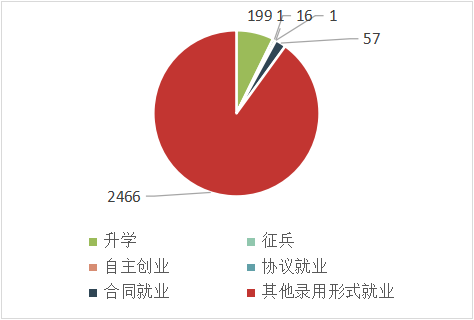 199 1 16 1
57
2466
升学 征兵
自主创业 协议就业
合同就业 其他录用形式就业